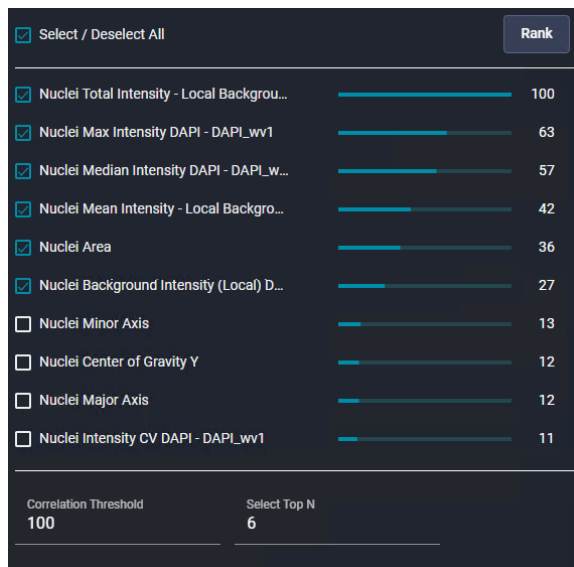 Select / Deselect All Rank
Nuclei Total Intensity - Local Backgrou... 100
Nuclei Max Intensity DAPI - DAPI_wv1 63
Nuclei Median Intensity DAPI - DAPI_w... 57
Nuclei Mean Intensity - Local Backgro... 42
Nuclei Area 36
Nuclei Background Intensity (Local) D... 27
Nuclei Minor Axis 13
Nuclei Center of Gravity Y 12
Nuclei Major Axis 12
Nuclei Intensity CV DAPI - DAPI_wv1 11
Correlation Threshold Select Top N
100 6